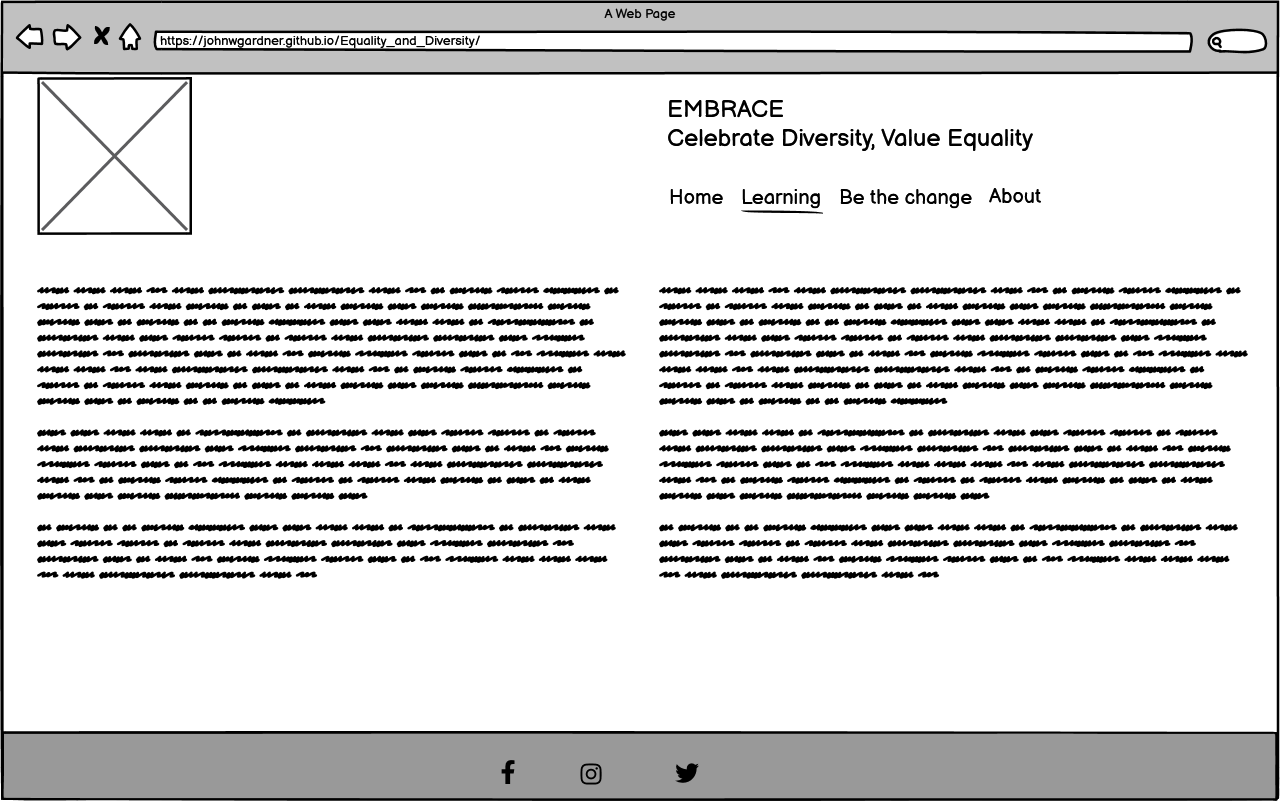 A Web Page
https://johnwgardner.github.io/Equality_and_Diversity/
EMBRACE
Celebrate Diversity, Value Equality
Home Learning Be the change About